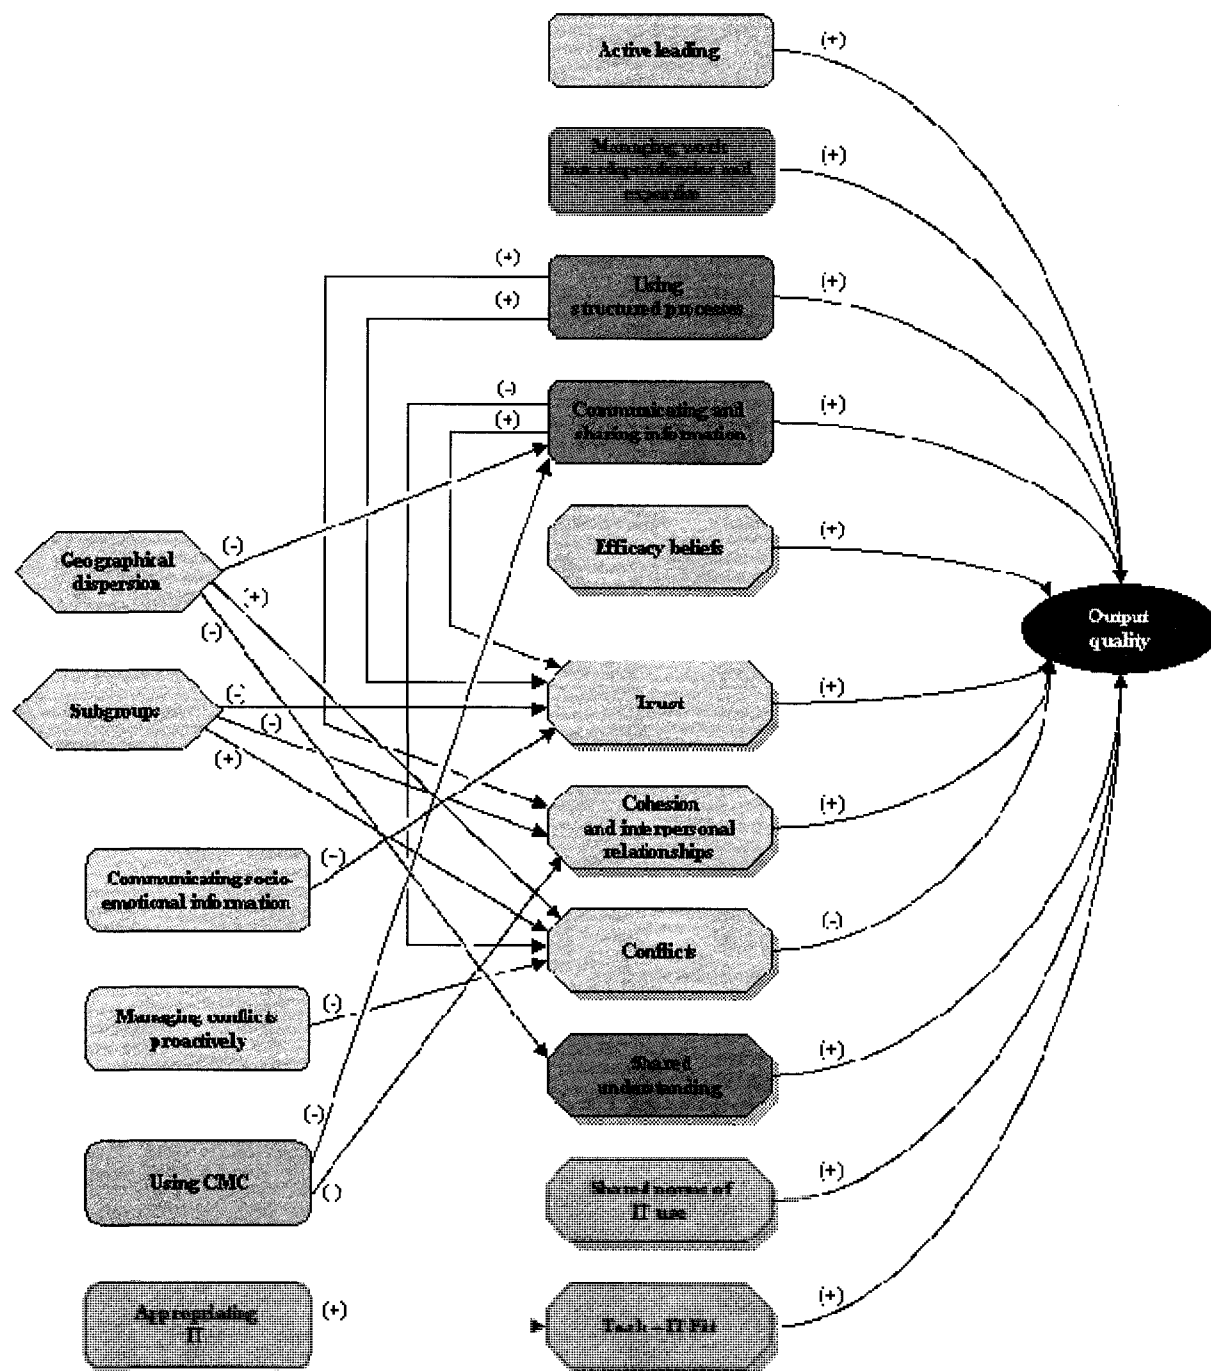 (+)
Active leading
Managing work
interdependencies and
expertise
(+)
(+)
Using
structured processes
(+)
(+)
(-)
Communicating and
sharing information
(+)
(+)
Efficacy beliefs
(+)
Geographical
dispersion
(-)
(+)
(-)
Output
quality
Subgroups
(-)
(-)
(+)
Trust
(+)
Cohesion
and interpersonal
relationships
(+)
Communicating socio-
emotional information
Conflicts
(-)
Managing conflicts
proactively
(-)
Shared
understanding
(+)
Using CMC
(-)
Shared norms of
IT use
(+)
Appropriating
IT
(+)
Task – IT Fit
(+)